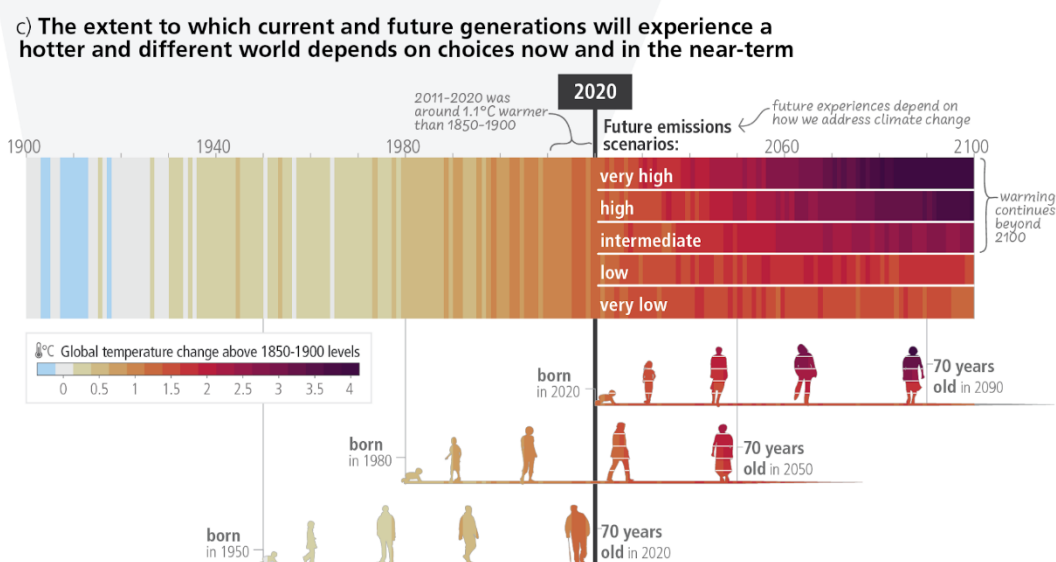 c) The extent to which current and future generations will experience a
hotter and different world depends on choices now and in the near-term
2020
2011-2020 was
around 1.1°C warmer
than 1850-1900
future experiences depend on
how we address climate change
Future emissions
scenarios:
1900
1940
1980
2060
2100
very high
high
intermediate
low
very low
warming
continues
beyond
2100
°C Global temperature change above 1850-1900 levels
0 0.5 1 1.5 2 2.5 3 3.5 4
born
in 2020
70 years
old in 2090
born
in 1980
70 years
old in 2050
born
in 1950
70 years
old in 2020